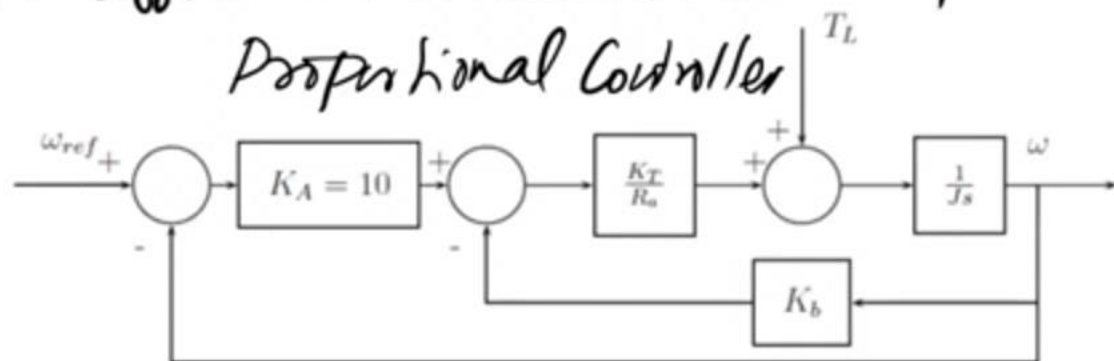 Proportional Controller
T_L
ω_ref + K_A = 10 + K_T/R_a + + 1/Js ω
- - K_b